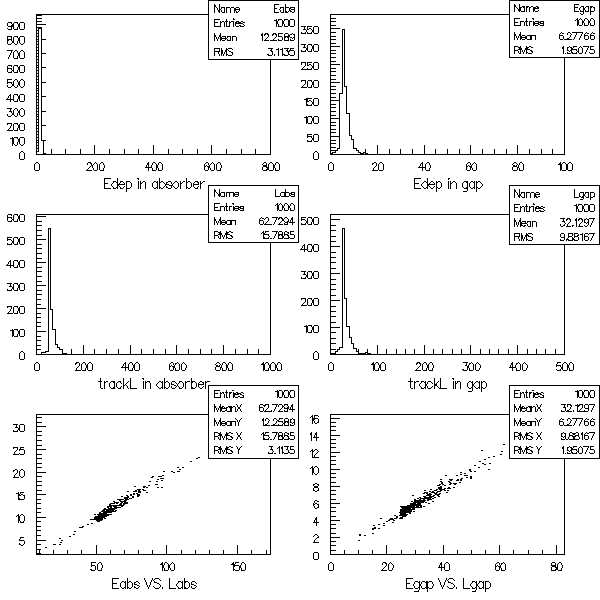 Name Eabs
Entries 1000
Mean 12.2589
RMS 3.1135
900
800
700
600
500
400
300
200
100
0
0 200 400 600 800
Edep in absorber
Name Egap
Entries 1000
Mean 6.27766
RMS 1.95075
350
300
250
200
150
100
50
0
0 20 40 60 80 100
Edep in gap
Name Labs
Entries 1000
Mean 62.7294
RMS 15.7885
600
500
400
300
200
100
0
0 200 400 600 800 1000
trackL in absorber
Name Lgap
Entries 1000
Mean 32.1297
RMS 9.88167
500
400
300
200
100
0
0 100 200 300 400 500
trackL in gap
Entries 1000
MeanX 62.7294
MeanY 12.2589
RMS X 15.7885
RMS Y 3.1135
30
25
20
15
10
5
50 100 150
Eabs VS. Labs
Entries 1000
MeanX 32.1297
MeanY 6.27766
RMS X 9.88167
RMS Y 1.95075
16
14
12
10
8
6
4
2
0
0 20 40 60 80
Egap VS. Lgap